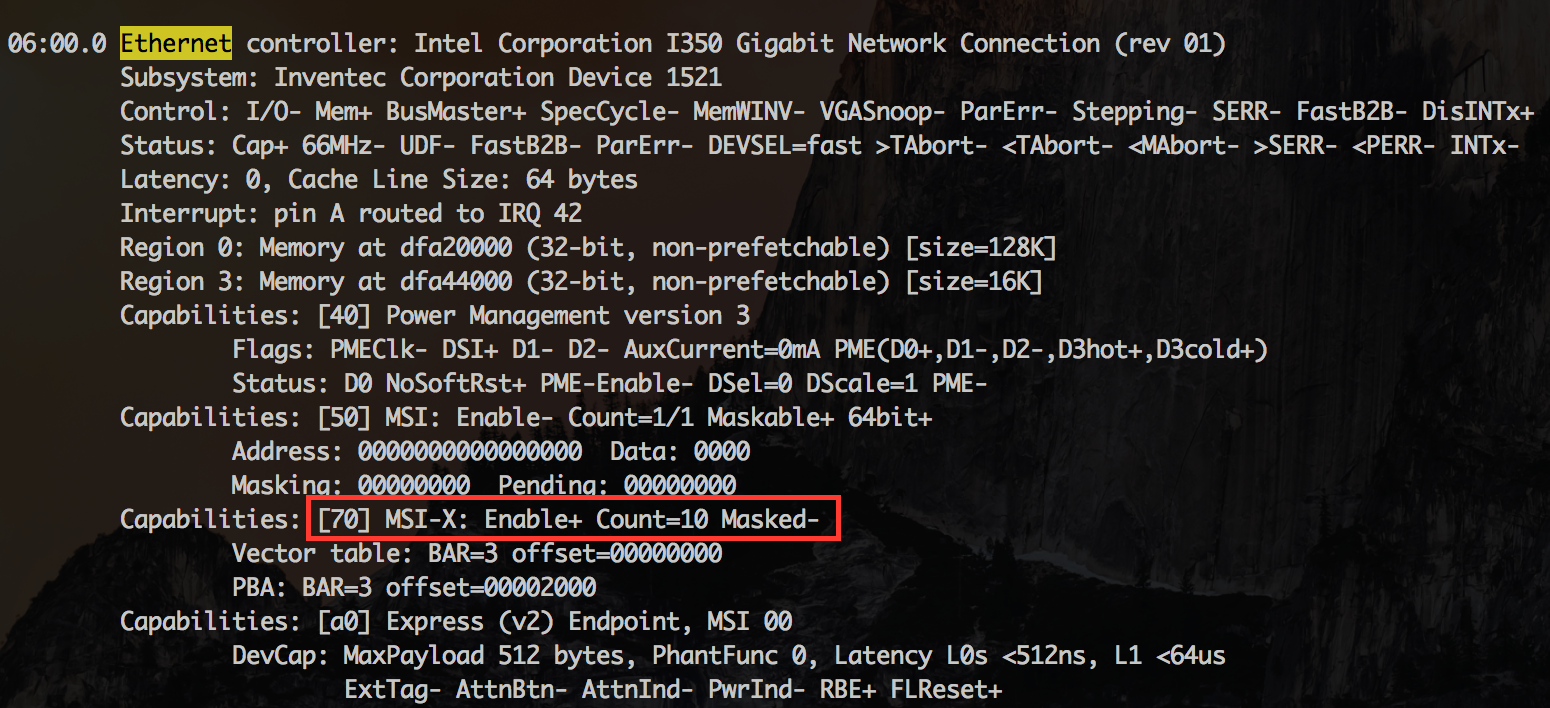 06:00.0 Ethernet controller: Intel Corporation I350 Gigabit Network Connection (rev 01)
Subsystem: Inventec Corporation Device 1521
Control: I/O- Mem+ BusMaster+ SpecCycle- MemWINV- VGASnoop- ParErr- Stepping- SERR- FastB2B- DisINTx+
Status: Cap+ 66MHz- UDF- FastB2B- ParErr- DEVSEL=fast >TAbort- <TAbort- <MAbort- >SERR- <PERR- INTx-
Latency: 0, Cache Line Size: 64 bytes
Interrupt: pin A routed to IRQ 42
Region 0: Memory at dfa20000 (32-bit, non-prefetchable) [size=128K]
Region 3: Memory at dfa44000 (32-bit, non-prefetchable) [size=16K]
Capabilities: [40] Power Management version 3
Flags: PMEClk- DSI+ D1- D2- AuxCurrent=0mA PME(D0+,D1-,D2-,D3hot+,D3cold+)
Status: D0 NoSoftRst+ PME-Enable- DSel=0 DScale=1 PME-
Capabilities: [50] MSI: Enable- Count=1/1 Maskable+ 64bit+
Address: 0000000000000000  Data: 0000
Masking: 00000000  Pending: 00000000
Capabilities: [70] MSI-X: Enable+ Count=10 Masked-
Vector table: BAR=3 offset=00000000
PBA: BAR=3 offset=00002000
Capabilities: [a0] Express (v2) Endpoint, MSI 00
DevCap: MaxPayload 512 bytes, PhantFunc 0, Latency L0s <512ns, L1 <64us
ExtTag- AttnBtn- AttnInd- PwrInd- RBE+ FLReset+